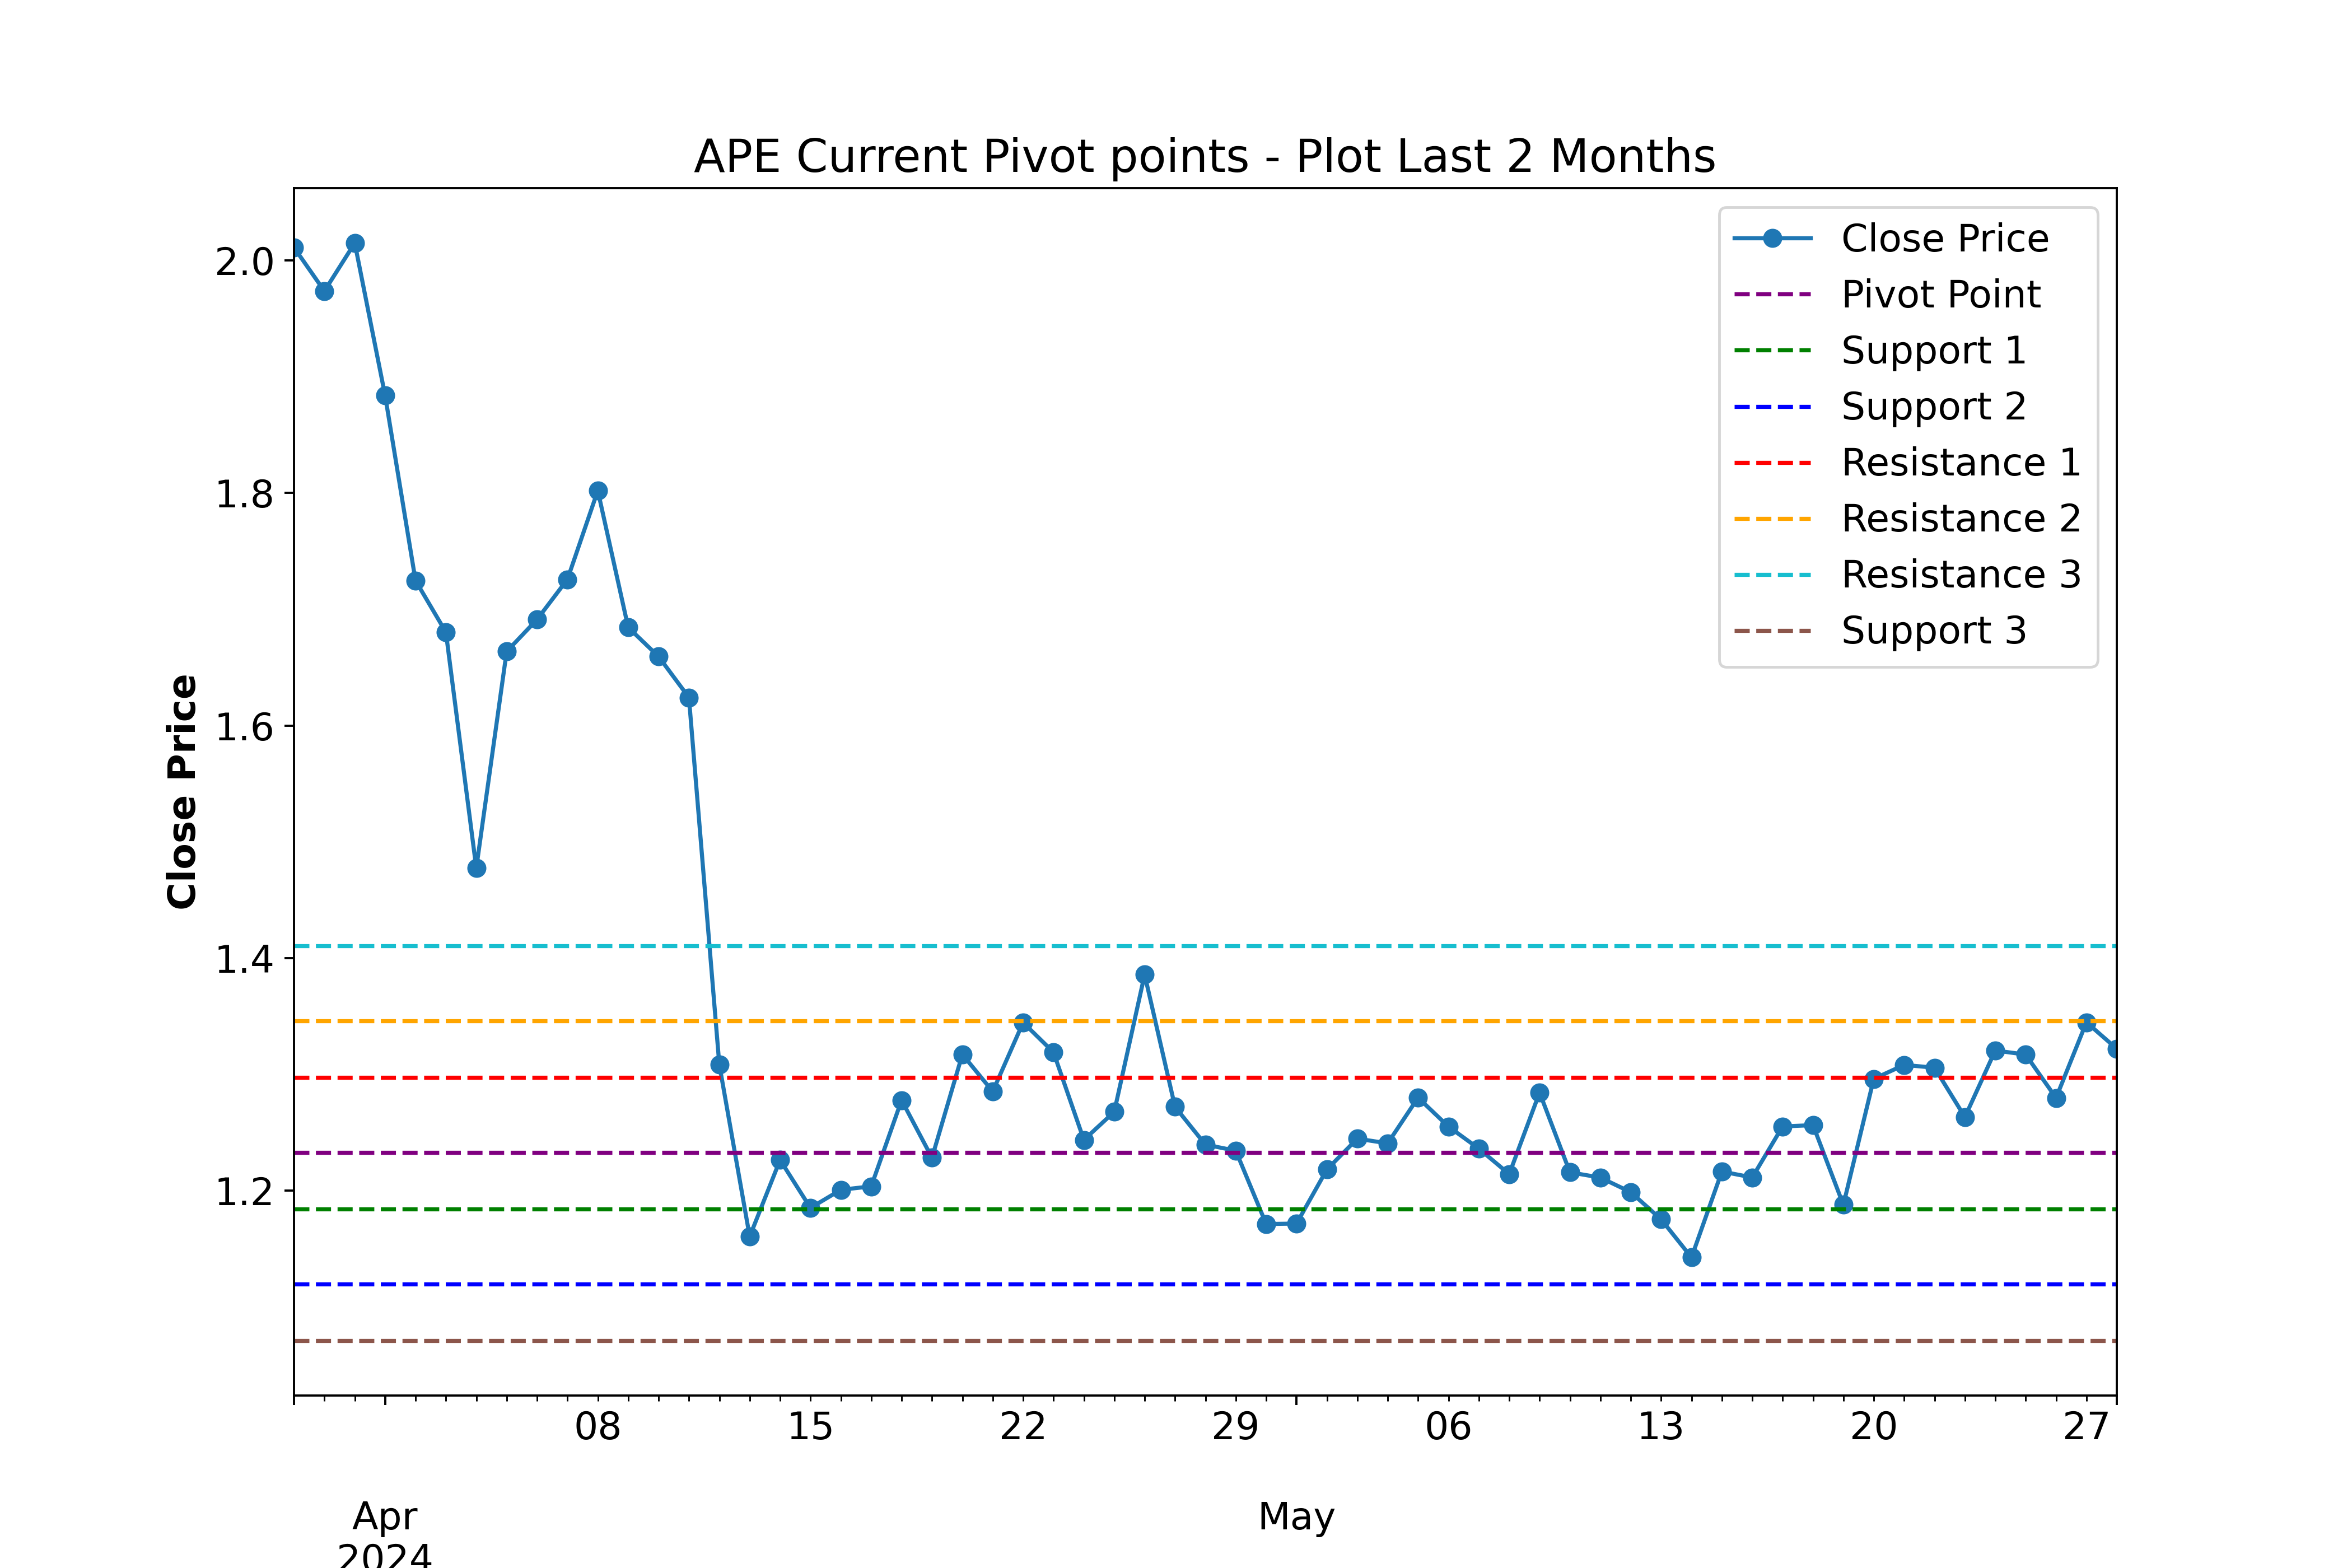 APE Current Pivot points - Plot Last 2 Months
Close Price
2.0
1.8
1.6
1.4
1.2
Close Price
Pivot Point
Support 1
Support 2
Resistance 1
Resistance 2
Resistance 3
Support 3
08 15 22 29 06 13 20 27
Apr May
2024